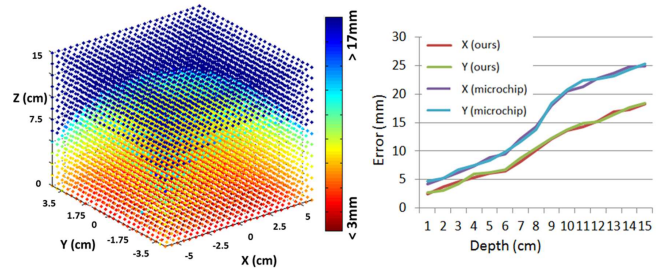 15
Z (cm)
7.5
0
3.5
1.75
0
-1.75
-3.5
Y (cm)
-5
-2.5
0
2.5
5
X (cm)
> 17mm
< 3mm
30
25
20
15
10
5
0
Error (mm)
X (ours)
Y (ours)
X (microchip)
Y (microchip)
1 2 3 4 5 6 7 8 9 10 11 12 13 14 15
Depth (cm)